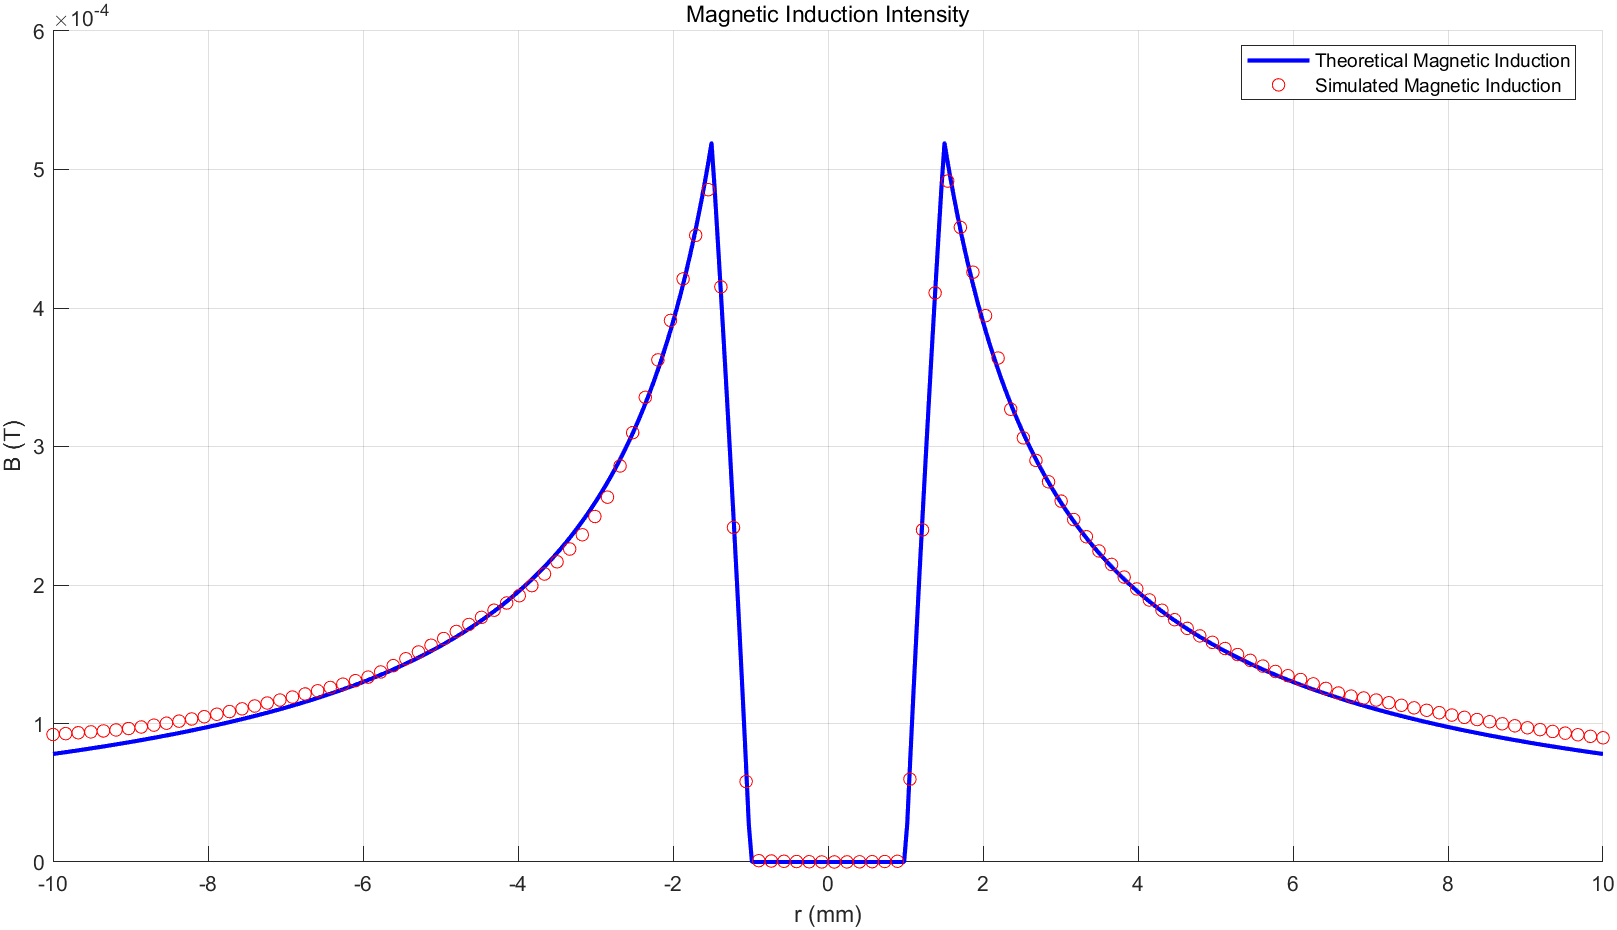 Magnetic Induction Intensity
×10-4
Theoretical Magnetic Induction
Simulated Magnetic Induction
6
5
4
3
2
1
0
B (T)
-10 -8 -6 -4 -2 0 2 4 6 8 10
r (mm)